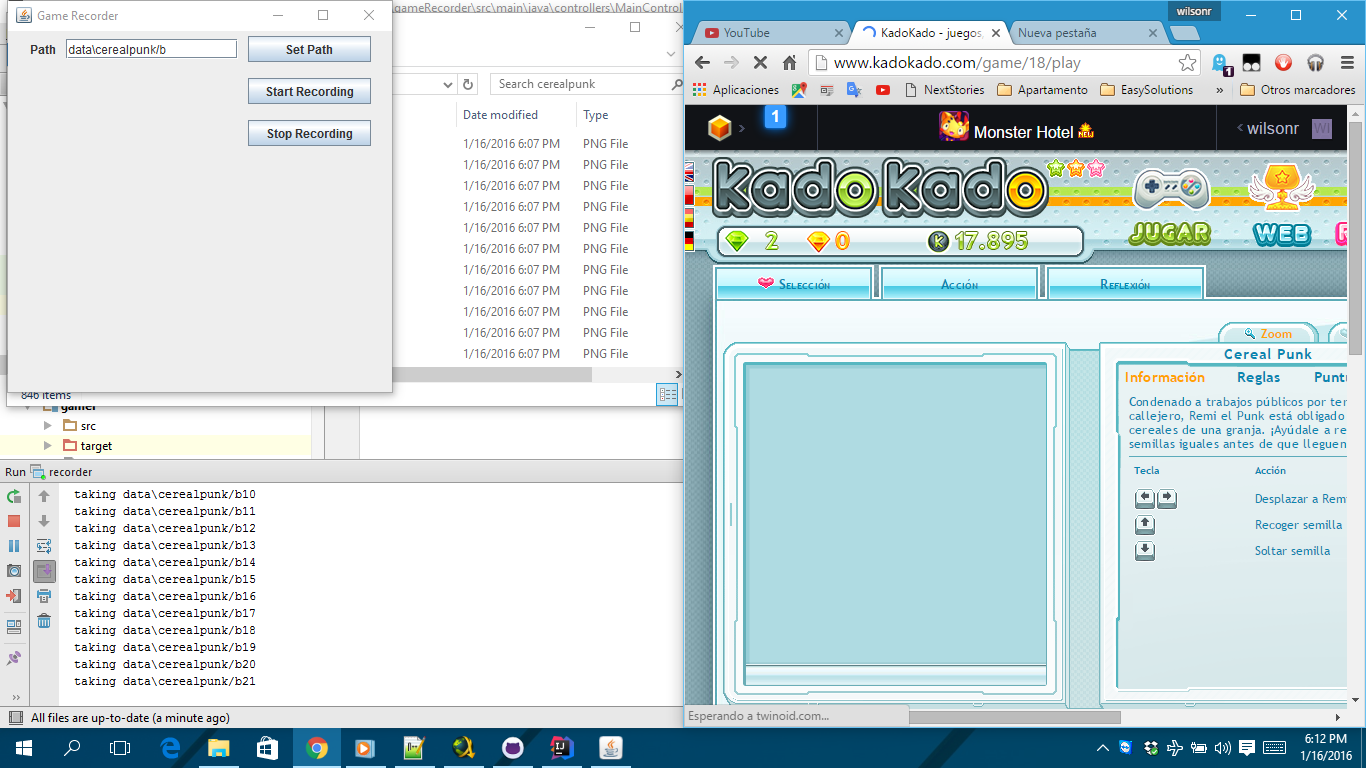 Game Recorder
Path
data\cerealpunk/b
Set Path
Start Recording
Stop Recording
.gameRecorder\src\main\java\controllers\MainControl
Search cerealpunk
Date modified
Type
1/16/2016 6:07 PM PNG File
1/16/2016 6:07 PM PNG File
1/16/2016 6:07 PM PNG File
1/16/2016 6:07 PM PNG File
1/16/2016 6:07 PM PNG File
1/16/2016 6:07 PM PNG File
1/16/2016 6:07 PM PNG File
1/16/2016 6:07 PM PNG File
1/16/2016 6:07 PM PNG File
1/16/2016 6:07 PM PNG File
1/16/2016 6:07 PM PNG File
846 items
gamer
src
target
Run recorder
taking data\cerealpunk/b10
taking data\cerealpunk/b11
taking data\cerealpunk/b12
taking data\cerealpunk/b13
taking data\cerealpunk/b14
taking data\cerealpunk/b15
taking data\cerealpunk/b16
taking data\cerealpunk/b17
taking data\cerealpunk/b18
taking data\cerealpunk/b19
taking data\cerealpunk/b20
taking data\cerealpunk/b21
All files are up-to-date (a minute ago)
wilsonr
YouTube
KadoKado - juegos,
Nueva pestaña
www.kadokado.com/game/18/play
1
Aplicaciones
NextStories
Apartamento
EasySolutions
»
Otros marcadores
1
Monster Hotel
NEW
wilsonr
WI
kadokado
2
0
K
17.895
JUGAR
WEB
Selección
Acción
Reflexión
Zoom
Cereal Punk
Información
Reglas
Punt
Condenado a trabajos públicos por ter
callejero, Remi el Punk está obligado
cereales de una granja. ¡Ayúdale a re
semillas iguales antes de que lleguen
Tecla
Acción
Desplazar a Rem
Recoger semilla
Soltar semilla
Esperando a twinoid.com...
6:12 PM
1/16/2016